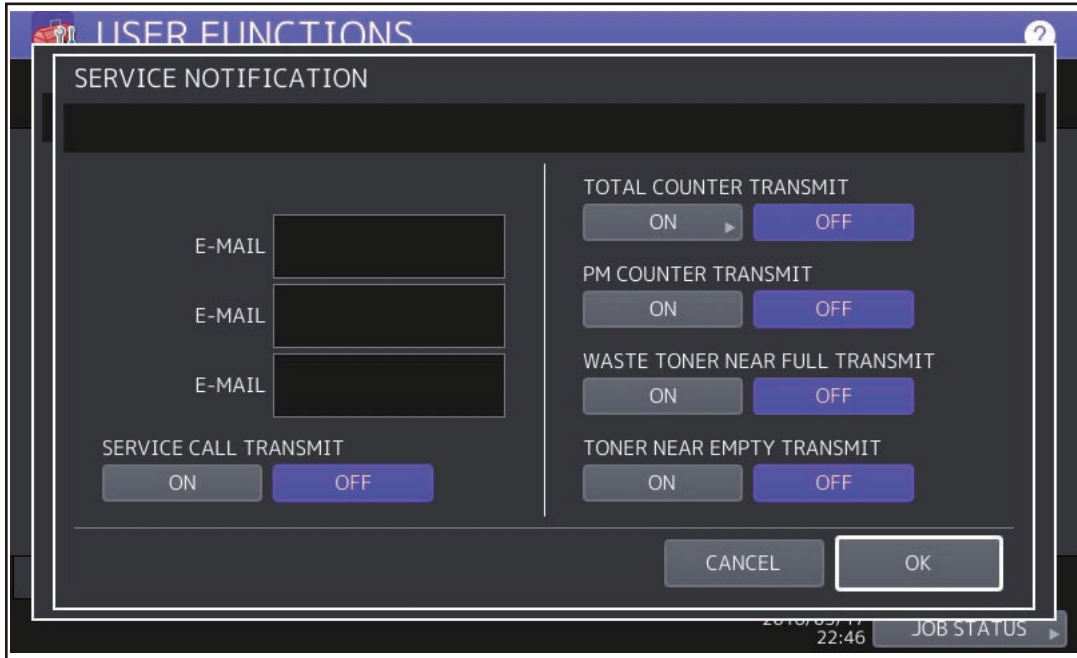 USER FUNCTIONS
?
SERVICE NOTIFICATION
E-MAIL
E-MAIL
E-MAIL
SERVICE CALL TRANSMIT
ON OFF
TOTAL COUNTER TRANSMIT
ON OFF
PM COUNTER TRANSMIT
ON OFF
WASTE TONER NEAR FULL TRANSMIT
ON OFF
TONER NEAR EMPTY TRANSMIT
ON OFF
CANCEL OK
22:46
JOB STATUS